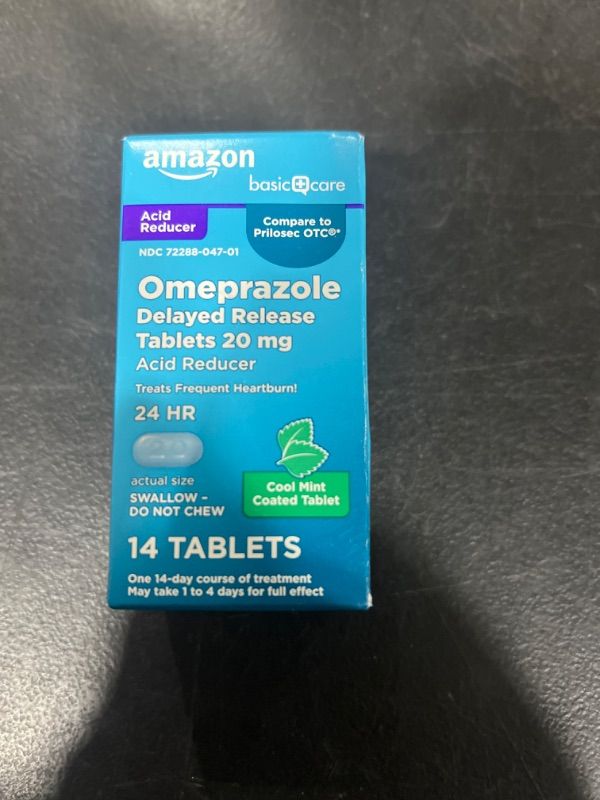 amazon
basic care
Acid
Reducer
Compare to
Prilosec OTC®*
NDC 72288-047-01
Omeprazole
Delayed Release
Tablets 20 mg
Acid Reducer
Treats Frequent Heartburn!
24 HR
actual size
SWALLOW –
DO NOT CHEW
Cool Mint
Coated Tablet
14 TABLETS
One 14-day course of treatment
May take 1 to 4 days for full effect